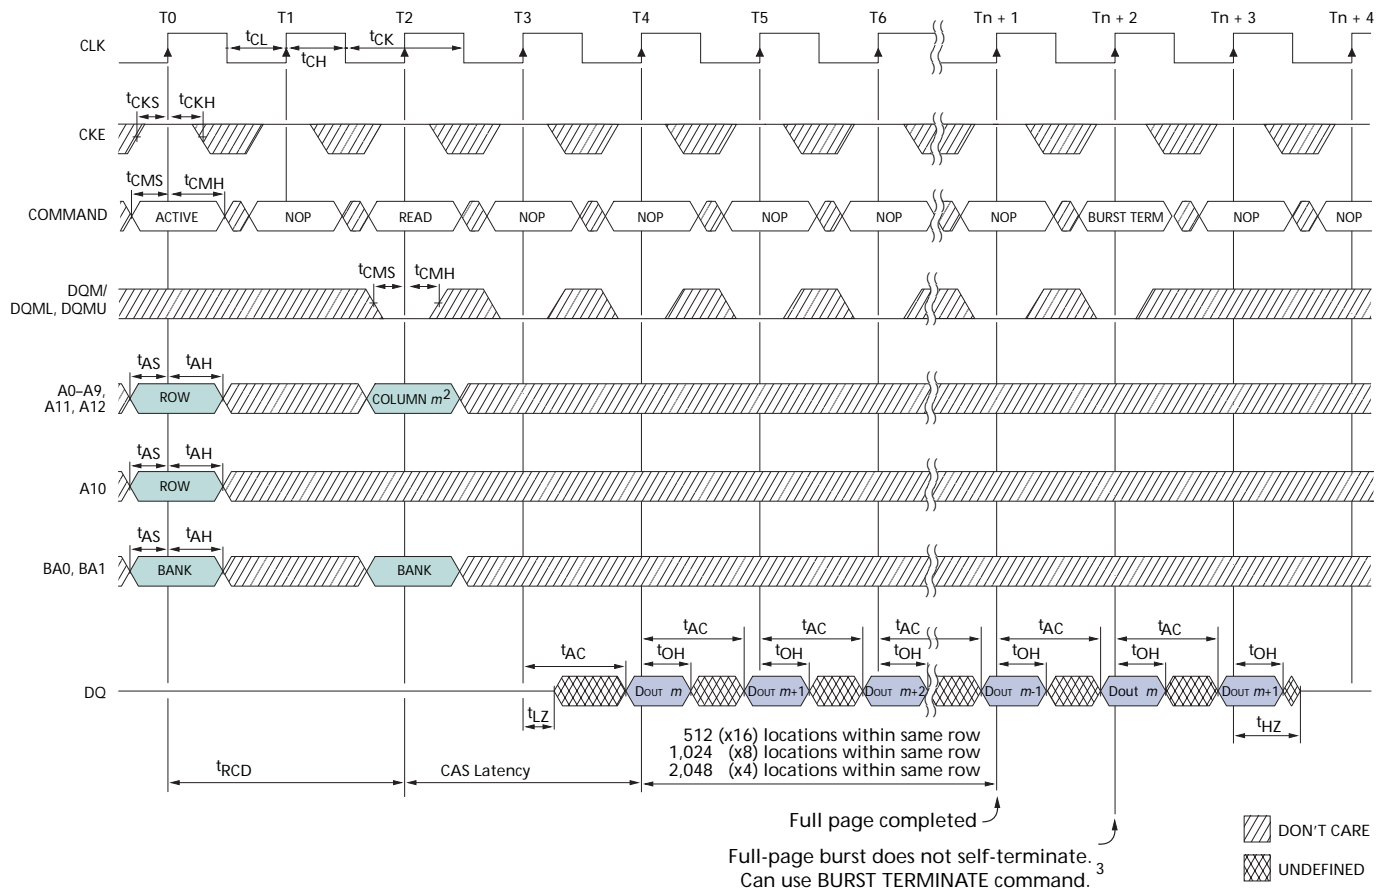 T0 T1 T2 T3 T4 T5 T6 Tn + 1 Tn + 2 Tn + 3 Tn + 4
CLK
tCL tCK
tCH
tCKS tCKH
CKE
tCMS tCMH
COMMAND ACTIVE NOP READ NOP NOP NOP NOP NOP BURST TERM NOP NOP
tCMS tCMH
DQM/
DQML, DQMU
tAS tAH
A0–A9,
A11, A12
ROW COLUMN m2
tAS tAH
A10 ROW
tAS tAH
BA0, BA1 BANK BANK
tAC tAC tAC tAC tAC tAC
tOH tOH tOH tOH tOH tOH
DQ DOUT m DOUT m+1 DOUT m+2 DOUT m-1 Dout m DOUT m+1
tLZ tHZ
512 (x16) locations within same row
1,024 (x8) locations within same row
2,048 (x4) locations within same row
tRCD CAS Latency
Full page completed
Full-page burst does not self-terminate. 3
Can use BURST TERMINATE command.
DON'T CARE
UNDEFINED